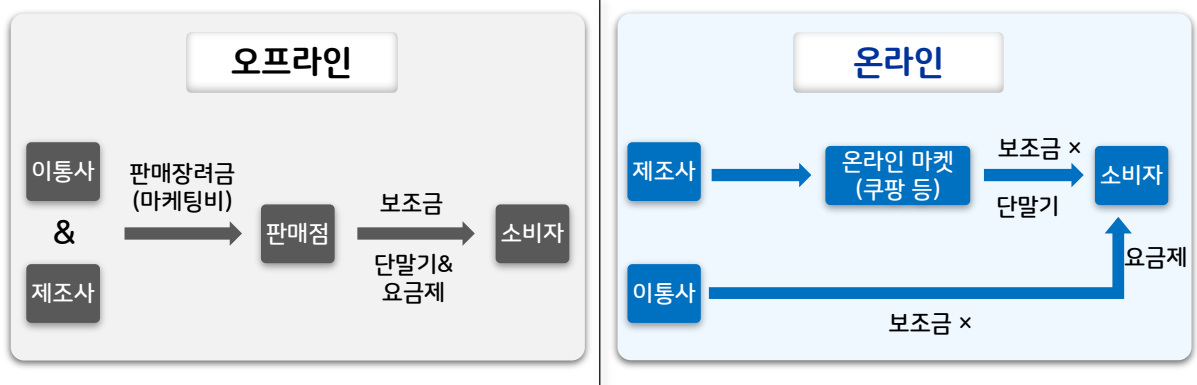 오프라인
이통사
&
제조사
판매장려금
(마케팅비)
판매점
보조금
단말기&
요금제
소비자
온라인
제조사
온라인 마켓
(쿠팡 등)
보조금 ×
단말기
소비자
요금제
이통사
보조금 ×